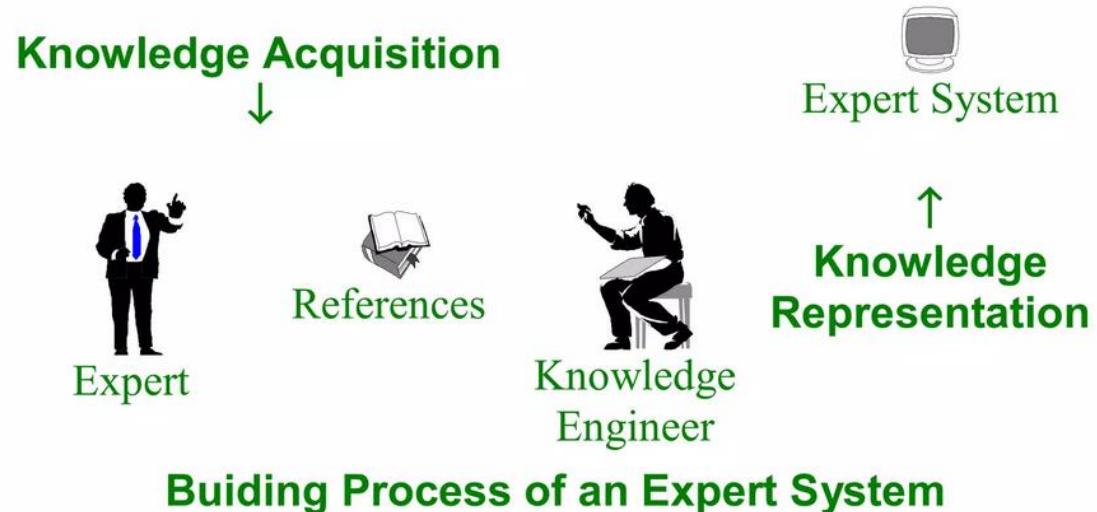 Knowledge Acquisition
↓
Expert System
↑
Knowledge
Representation
References
Expert
Knowledge
Engineer
Buiding Process of an Expert System